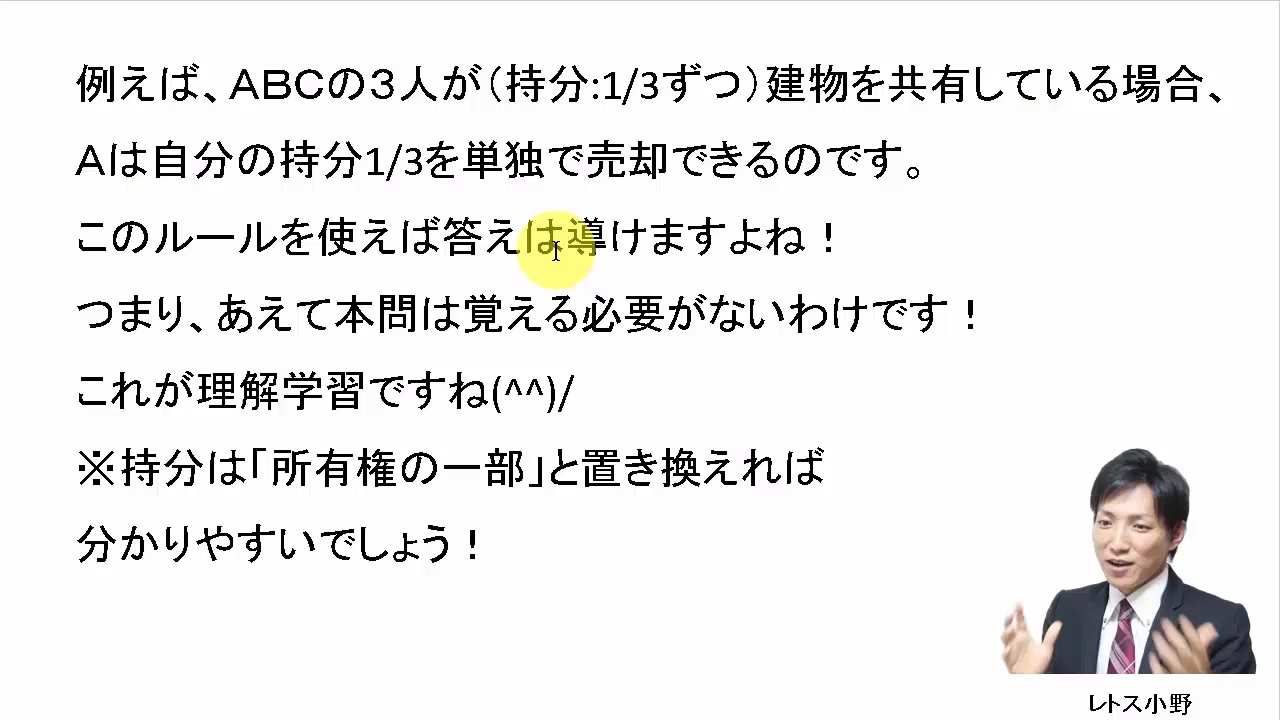 例えば、ＡＢＣの３人が（持分:1/3ずつ）建物を共有している場合、
Ａは自分の持分1/3を単独で売却できるのです。
このルールを使えば答えは導けますよね！
つまり、あえて本問は覚える必要がないわけです！
これが理解学習ですね(^^)/
※持分は「所有権の一部」と置き換えれば
分かりやすいでしょう！
レトス小野